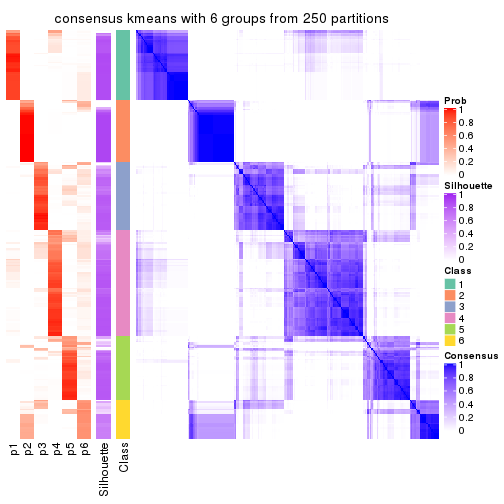 consensus kmeans with 6 groups from 250 partitions
Prob
1
0.8
0.6
0.4
0.2
0
Silhouette
1
0.8
0.6
0.4
0.2
0
Class
1
2
3
4
5
6
Consensus
1
0.8
0.6
0.4
0.2
0
p1
p2
p3
p4
p5
p6
Silhouette
Class